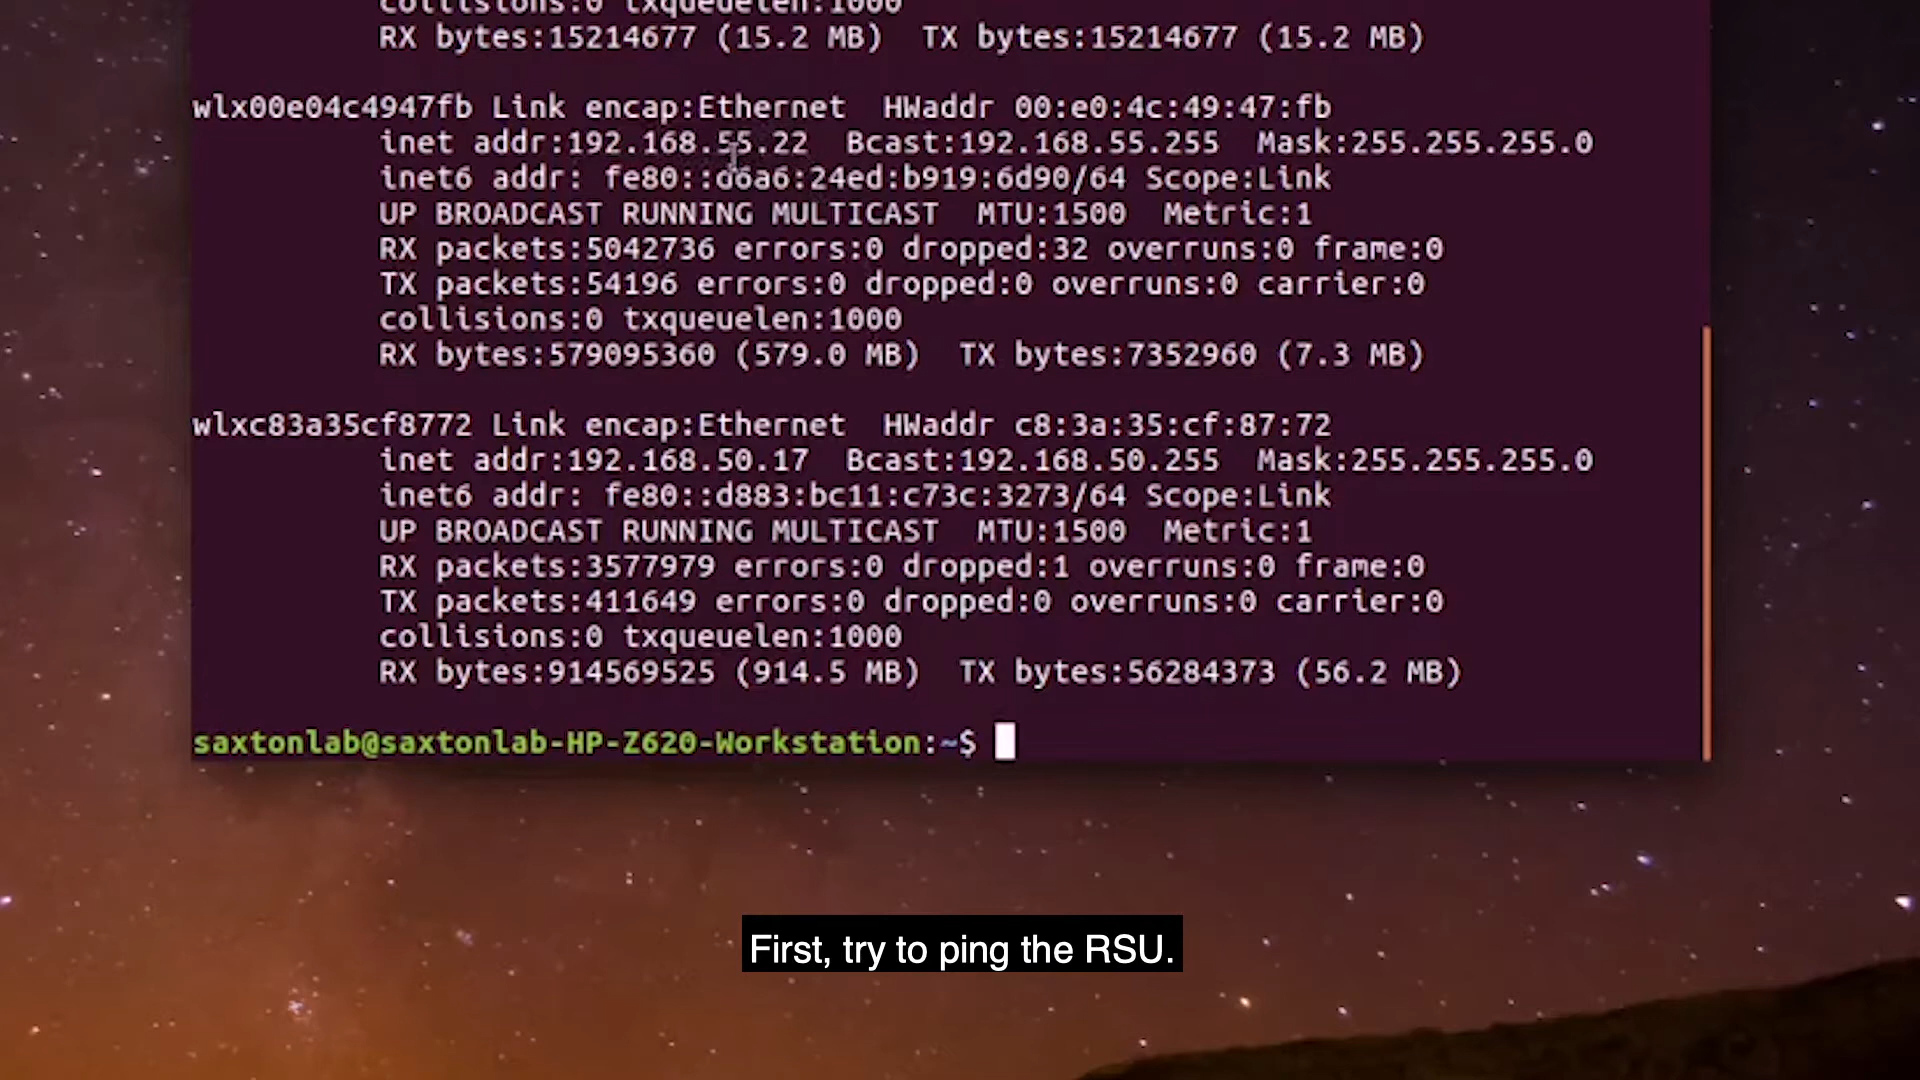 collisions:0 txqueuelen:1000
RX bytes:15214677 (15.2 MB)  TX bytes:15214677 (15.2 MB)
wlx00e04c4947fb Link encap:Ethernet  HWaddr 00:e0:4c:49:47:fb
inet addr:192.168.55.22  Bcast:192.168.55.255  Mask:255.255.255.0
inet6 addr: fe80::d6a6:24ed:b919:6d90/64 Scope:Link
UP BROADCAST RUNNING MULTICAST  MTU:1500  Metric:1
RX packets:5042736 errors:0 dropped:32 overruns:0 frame:0
TX packets:54196 errors:0 dropped:0 overruns:0 carrier:0
collisions:0 txqueuelen:1000
RX bytes:579095360 (579.0 MB)  TX bytes:7352960 (7.3 MB)
wlxc83a35cf8772 Link encap:Ethernet  HWaddr c8:3a:35:cf:87:72
inet addr:192.168.50.17  Bcast:192.168.50.255  Mask:255.255.255.0
inet6 addr: fe80::d883:bc11:c73c:3273/64 Scope:Link
UP BROADCAST RUNNING MULTICAST  MTU:1500  Metric:1
RX packets:3577979 errors:0 dropped:1 overruns:0 frame:0
TX packets:411649 errors:0 dropped:0 overruns:0 carrier:0
collisions:0 txqueuelen:1000
RX bytes:914569525 (914.5 MB)  TX bytes:56284373 (56.2 MB)
saxtonlab@saxtonlab-HP-Z620-Workstation:~$
First, try to ping the RSU.